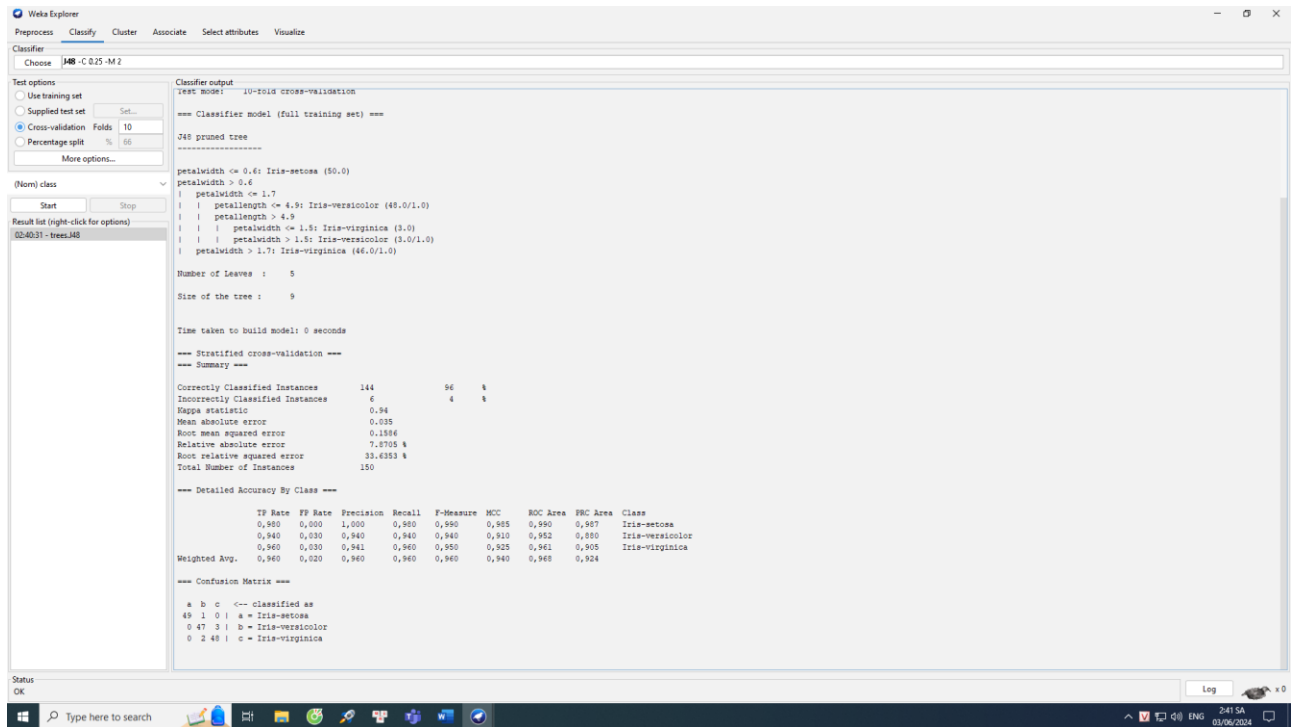 Weka Explorer
Preprocess Classify Cluster Associate Select attributes Visualize
Classifier
Choose J48 -C 0.25 -M 2
Test options
Use training set
Supplied test set Set...
Cross-validation Folds 10
Percentage split % 66
More options...
(Nom) class
Start Stop
Result list (right-click for options)
02:40:31 - trees.J48
Classifier output
Test mode: 10-fold cross-validation
=== Classifier model (full training set) ===
J48 pruned tree
------------------
petalwidth <= 0.6: Iris-setosa (50.0)
petalwidth > 0.6
| petalwidth <= 1.7
| | petallength <= 4.9: Iris-versicolor (48.0/1.0)
| | petallength > 4.9
| | | petalwidth <= 1.5: Iris-virginica (3.0)
| | | petalwidth > 1.5: Iris-versicolor (3.0/1.0)
| petalwidth > 1.7: Iris-virginica (46.0/1.0)
Number of Leaves : 5
Size of the tree : 9
Time taken to build model: 0 seconds
=== Stratified cross-validation ===
=== Summary ===
Correctly Classified Instances 144 96 %
Incorrectly Classified Instances 6 4 %
Kappa statistic 0.94
Mean absolute error 0.035
Root mean squared error 0.1586
Relative absolute error 7.8705 %
Root relative squared error 33.6353 %
Total Number of Instances 150
=== Detailed Accuracy By Class ===
TP Rate FP Rate Precision Recall F-Measure MCC ROC Area PRC Area Class
0,980 0,000 1,000 0,980 0,990 0,985 0,990 0,987 Iris-setosa
0,940 0,030 0,940 0,940 0,940 0,910 0,952 0,880 Iris-versicolor
0,960 0,030 0,941 0,960 0,950 0,925 0,961 0,905 Iris-virginica
Weighted Avg. 0,960 0,020 0,960 0,960 0,960 0,940 0,968 0,924
=== Confusion Matrix ===
a b c <-- classified as
49 1 0 | a = Iris-setosa
0 47 3 | b = Iris-versicolor
0 2 48 | c = Iris-virginica
Status
OK
Log x 0
Type here to search
ENG
2:41 SA
03/06/2024